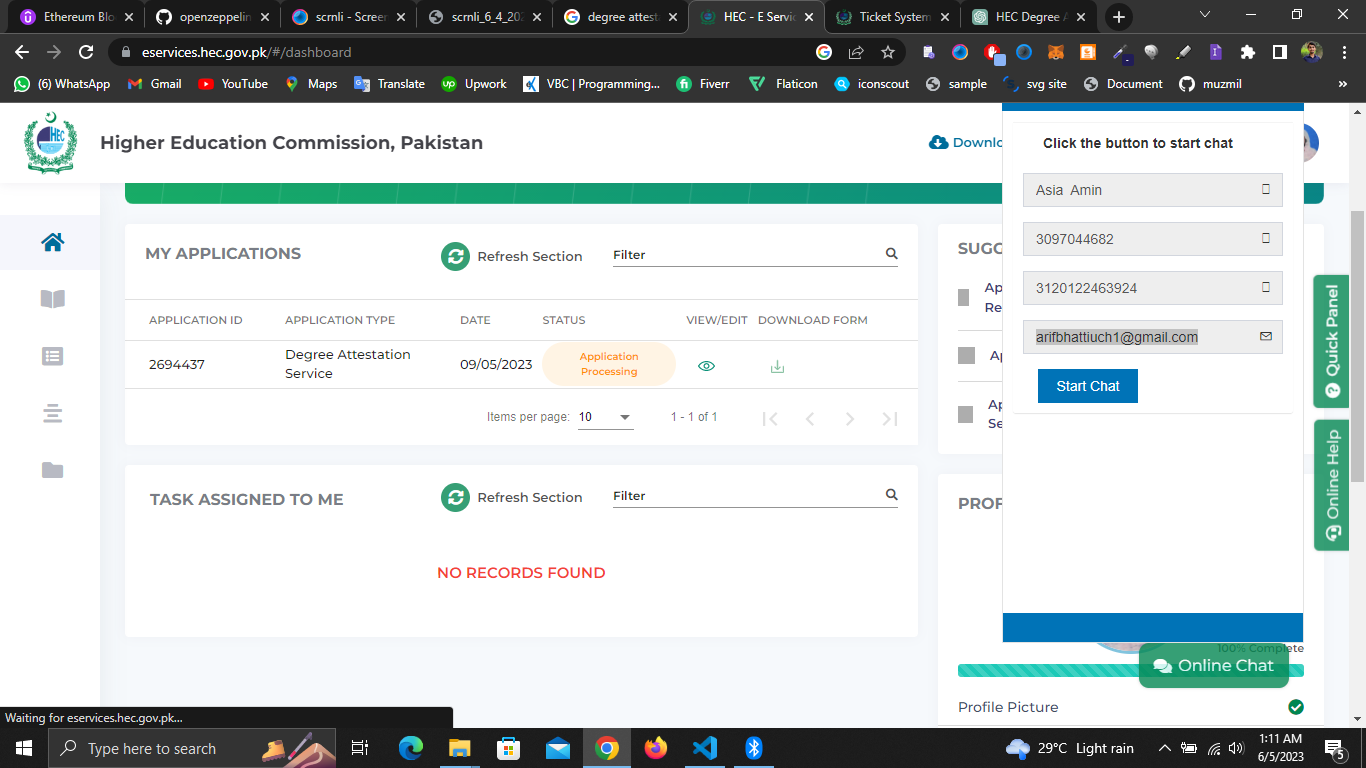 Ethereum Blo
openzeppelin
scrnli - Screen
scrnli_6_4_202
degree attest
HEC - E Servic
Ticket System
HEC Degree A
eservices.hec.gov.pk/#/dashboard
(6) WhatsApp
Gmail
YouTube
Maps
Translate
Upwork
VBC | Programming...
Fiverr
Flaticon
iconscout
sample
svg site
Document
muzmil
HEC
Higher Education Commission, Pakistan
Downlo
Click the button to start chat
Asia Amin
3097044682
3120122463924
arifbhattiuch1@gmail.com
Start Chat
MY APPLICATIONS
Refresh Section
Filter
APPLICATION ID
APPLICATION TYPE
DATE
STATUS
VIEW/EDIT
DOWNLOAD FORM
2694437
Degree Attestation
Service
09/05/2023
Application
Processing
Items per page:
10
1 - 1 of 1
TASK ASSIGNED TO ME
Refresh Section
Filter
NO RECORDS FOUND
SUGG
Ap
Re
Ap
Ap
Se
PROF
100% Complete
Profile Picture
Quick Panel
Online Help
Online Chat
Waiting for eservices.hec.gov.pk...
Type here to search
29°C Light rain
1:11 AM
6/5/2023
5